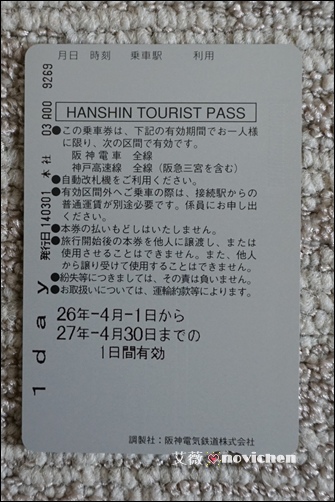 月日 時刻 乗車駅 利用
HANSHIN TOURIST PASS
●この乗車券は、下記の有効期間でお一人様
に限り、次の区間で有効です。
阪神電車 全線
神戸高速線 全線（阪急三宮を含む）
●自動改札機をご利用ください。
●有効区間外へご乗車の際は、接続駅からの
普通運賃が別途必要です。係員にお申出
ください。
●本券の払いもどしはいたしません。
●旅行開始後の本券を他人に譲渡し、または
使用させることはできません。また、他人
から譲り受けて使用することはできません。
●紛失等につきましては、その責は負いません。
●お取扱いについては、運輸約款等によります。
26年-4月-1日から
27年-4月30日までの
1日間有効
調製社：阪神電気鉄道株式会社
1day 発行日 140301 本社 03 A00 9269
艾薇 novichen